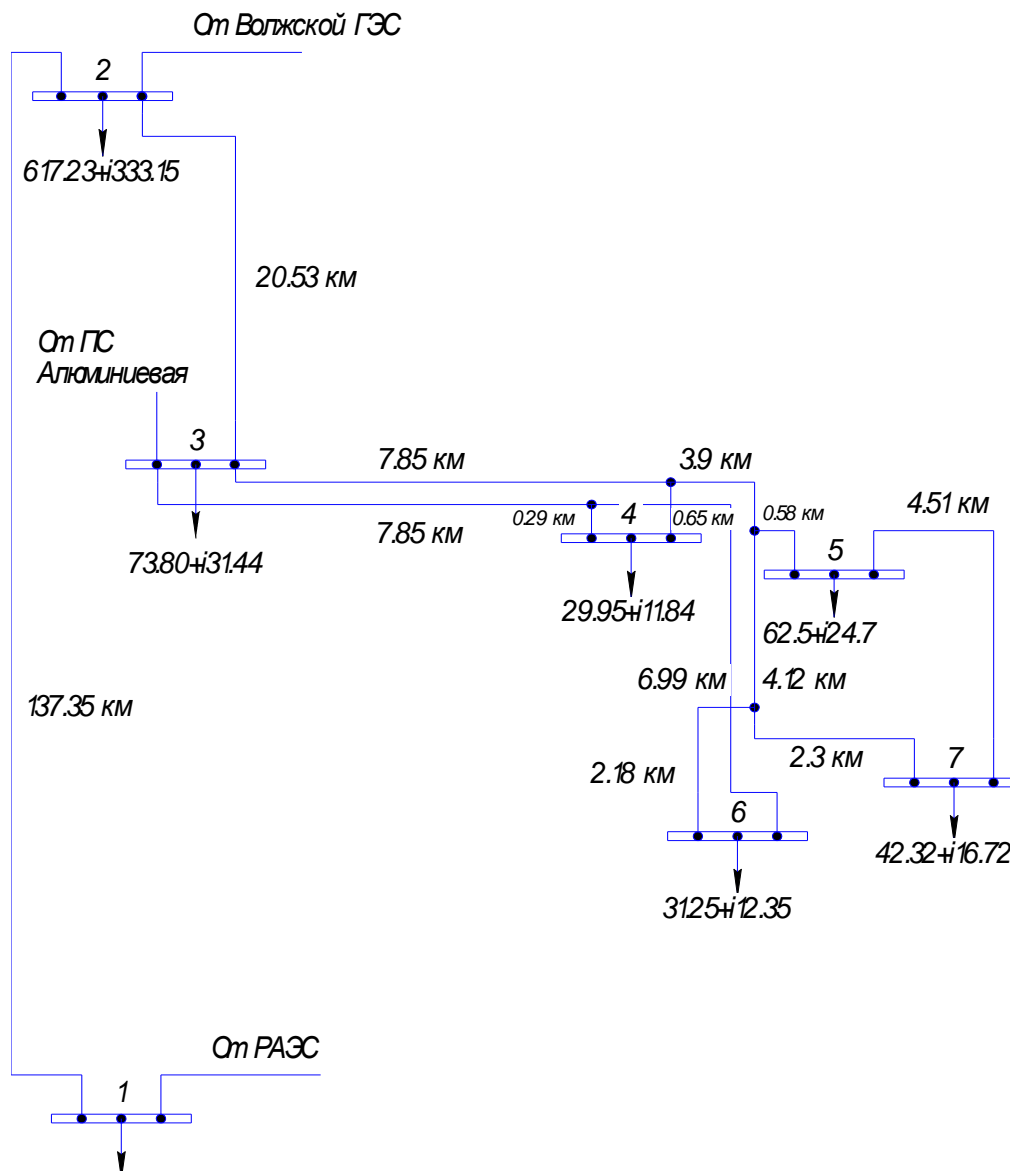 От Волжской ГЭС
2
617.23+i333.15
20.53 км
От ПС
Алюминиевая
3
7.85 км
3.9 км
7.85 км
0.29 км
4
0.65 км
0.58 км
4.51 км
5
73.80+i31.44
29.95+i11.84
62.5+i24.7
6.99 км
4.12 км
137.35 км
2.18 км
2.3 км
7
6
42.32+i16.72
31.25+i12.35
От РАЭС
1